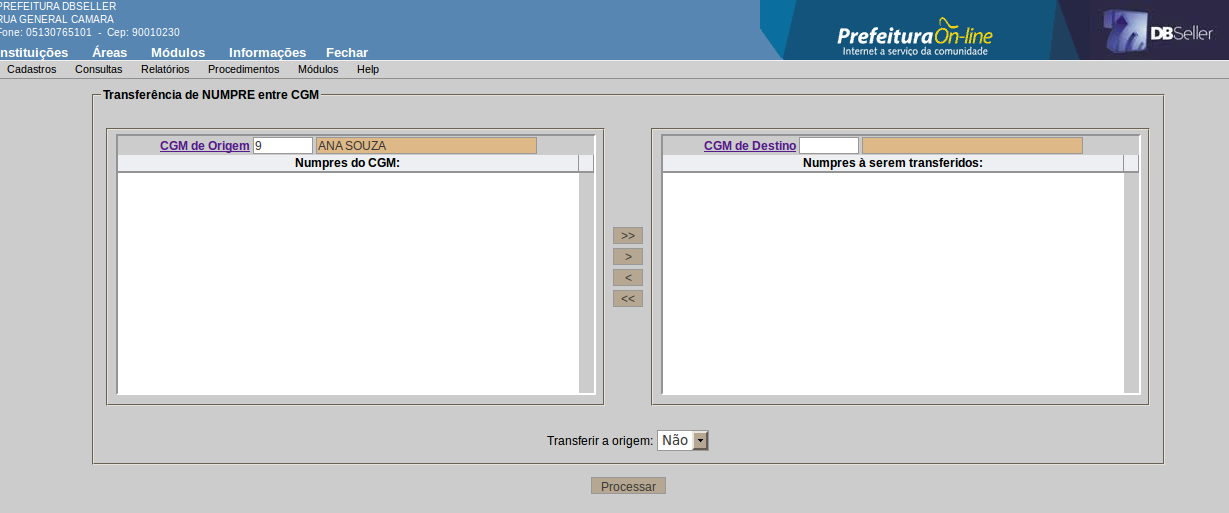 PREFEITURA DBSELLER
RUA GENERAL CAMARA
Fone: 05130765101 - Cep: 90010230
nstituições Áreas Módulos Informações Fechar
Prefeitura On-line
Internet a serviço da comunidade
DBSeller
Cadastros Consultas Relatórios Procedimentos Módulos Help
Transferência de NUMPRE entre CGM
CGM de Origem 9 ANA SOUZA
Numpres do CGM:
CGM de Destino
Numpres à serem transferidos:
>>
>
<
<<
Transferir a origem: Não
Processar